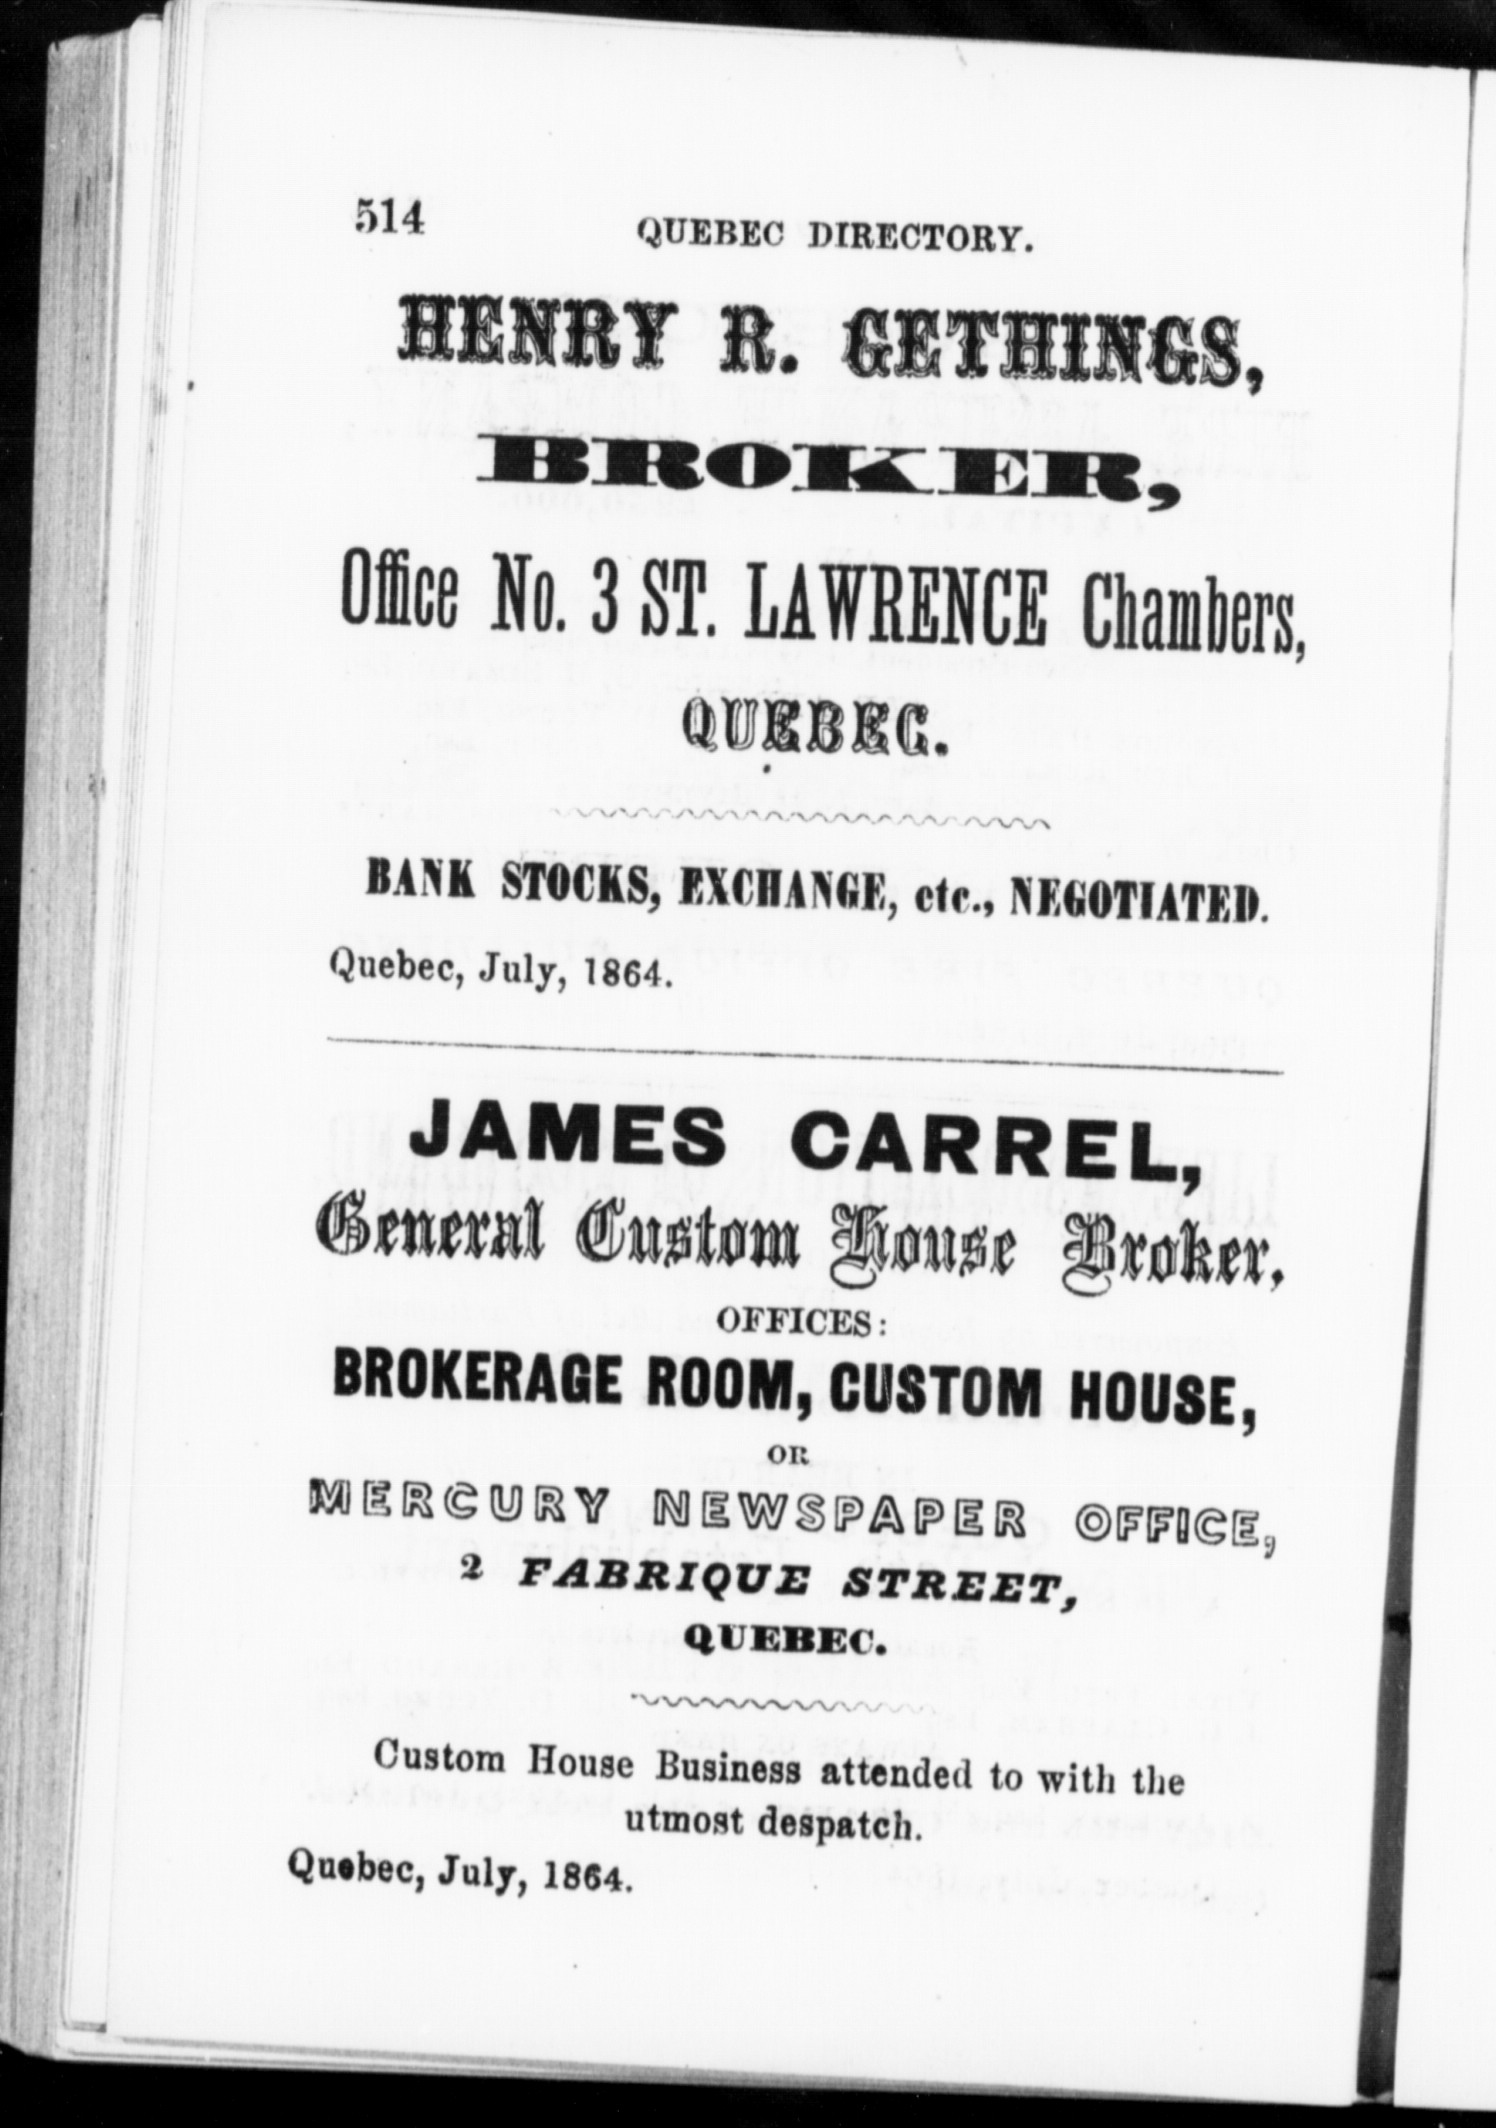 514 QUEBEC DIRECTORY.
HENRY R. GETHINGS,
BROKER,
Office No. 3 ST. LAWRENCE Chambers,
QUEBEC.
BANK STOCKS, EXCHANGE, etc., NEGOTIATED.
Quebec, July, 1864.
JAMES CARREL,
General Custom House Broker,
OFFICES:
BROKERAGE ROOM, CUSTOM HOUSE,
OR
MERCURY NEWSPAPER OFFICE,
2 FABRIQUE STREET,
QUEBEC.
Custom House Business attended to with the
utmost despatch.
Quebec, July, 1864.